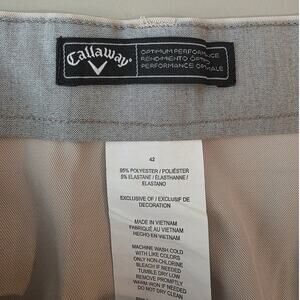 Callaway
OPTIMUM PERFORMANCE
RENDIMIENTO ÓPTIMO
PERFORMANCE OPTIMALE
42
95% POLYESTER / POLIÉSTER
5% ELASTANE / ÉLASTHANNE /
ELASTANO
EXCLUSIVE OF / EXCLUSIF DE
DECORATION
MADE IN VIETNAM
FABRIQUÉ AU VIETNAM
HECHO EN VIETNAM
MACHINE WASH COLD
WITH LIKE COLORS
ONLY NON-CHLORINE
BLEACH IF NEEDED
TUMBLE DRY LOW
REMOVE PROMPTLY
WARM IRON IF NEEDED
DO NOT DRY CLEAN